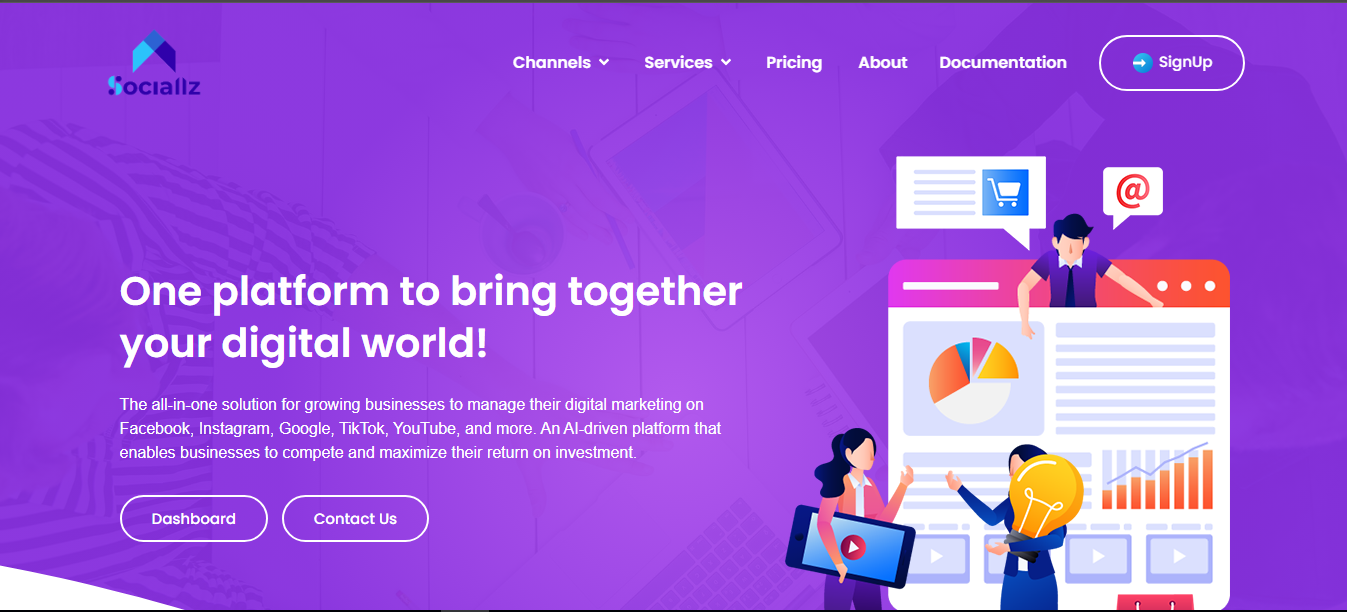 Sociallz
Channels Services Pricing About Documentation SignUp
@
One platform to bring together
your digital world!
The all-in-one solution for growing businesses to manage their digital marketing on
Facebook, Instagram, Google, TikTok, YouTube, and more. An AI-driven platform that
enables businesses to compete and maximize their return on investment.
Dashboard Contact Us